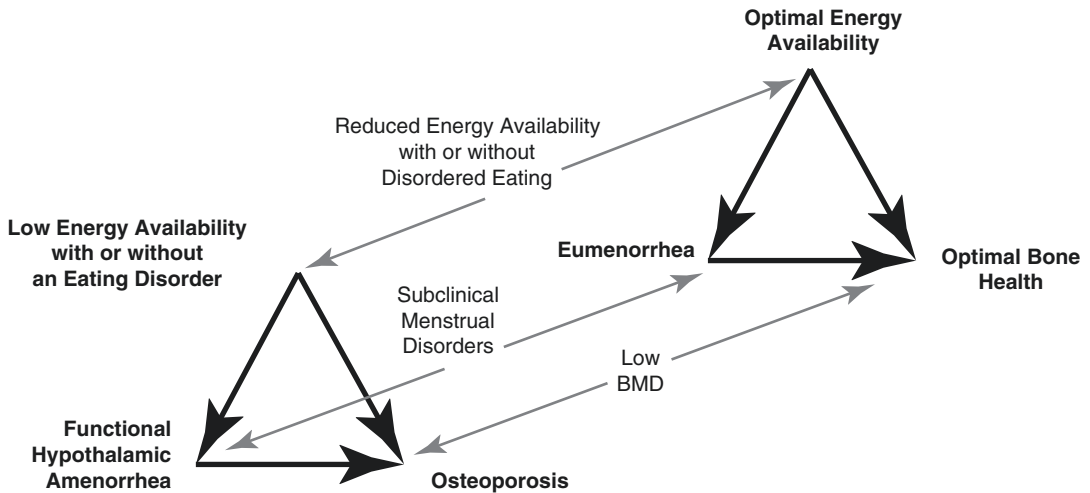 Optimal Energy
Availability
Reduced Energy Availability
with or without
Disordered Eating
Low Energy Availability
with or without
an Eating Disorder
Eumenorrhea
Optimal Bone
Health
Subclinical
Menstrual
Disorders
Low
BMD
Functional
Hypothalamic
Amenorrhea
Osteoporosis